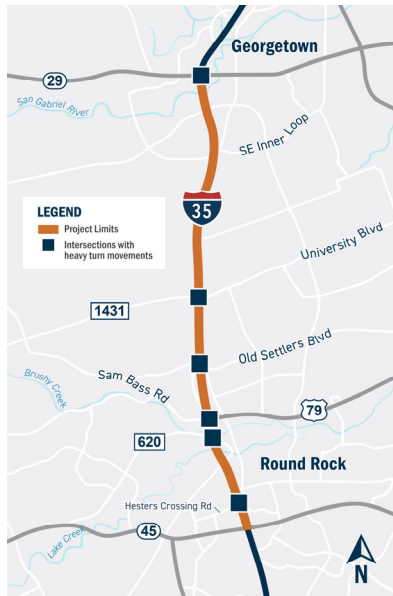 Georgetown
29
San Gabriel River
SE Inner Loop
35
LEGEND
Project Limits
Intersections with
heavy turn movements
University Blvd
1431
Old Settlers Blvd
Sam Bass Rd
Brushy Creek
79
620
Round Rock
Hesters Crossing Rd
45
Lake Creek
N